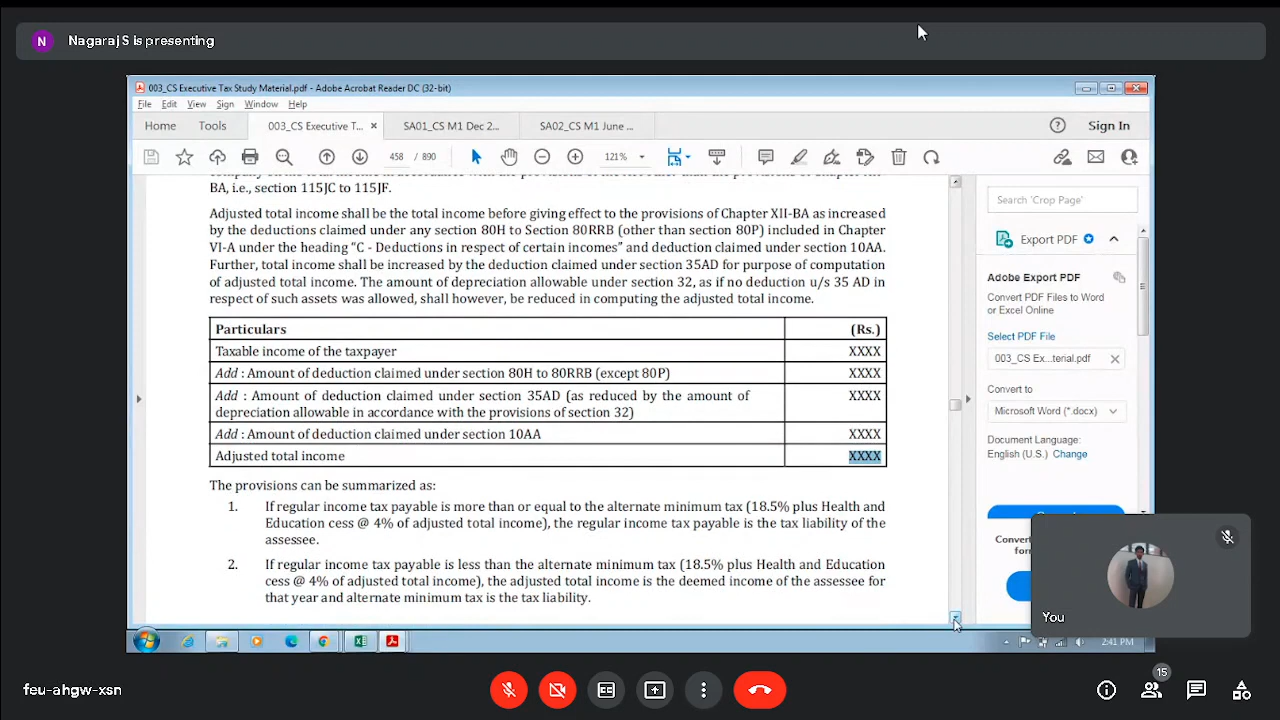 N
Nagaraj S is presenting
003_CS Executive Tax Study Material.pdf - Adobe Acrobat Reader DC (32-bit)
File Edit View Sign Window Help
Home Tools 003_CS Executive T... × SA01_CS M1 Dec 2... SA02_CS M1 June ... Sign In
458 / 890 121%
BA, i.e., section 115JC to 115JF.
Adjusted total income shall be the total income before giving effect to the provisions of Chapter XII-BA as increased
by the deductions claimed under any section 80H to Section 80RRB (other than section 80P) included in Chapter
VI-A under the heading “C - Deductions in respect of certain incomes” and deduction claimed under section 10AA.
Further, total income shall be increased by the deduction claimed under section 35AD for purpose of computation
of adjusted total income. The amount of depreciation allowable under section 32, as if no deduction u/s 35 AD in
respect of such assets was allowed, shall however, be reduced in computing the adjusted total income.
Particulars (Rs.)
Taxable income of the taxpayer XXXX
Add : Amount of deduction claimed under section 80H to 80RRB (except 80P) XXXX
Add : Amount of deduction claimed under section 35AD (as reduced by the amount of XXXX
depreciation allowable in accordance with the provisions of section 32)
Add : Amount of deduction claimed under section 10AA XXXX
Adjusted total income XXXX
The provisions can be summarized as:
1. If regular income tax payable is more than or equal to the alternate minimum tax (18.5% plus Health and
Education cess @ 4% of adjusted total income), the regular income tax payable is the tax liability of the
assessee.
2. If regular income tax payable is less than the alternate minimum tax (18.5% plus Health and Education
cess @ 4% of adjusted total income), the adjusted total income is the deemed income of the assessee for
that year and alternate minimum tax is the tax liability.
Search 'Crop Page'
Export PDF
Adobe Export PDF
Convert PDF Files to Word
or Excel Online
Select PDF File
003_CS Ex...terial.pdf
Convert to
Microsoft Word (*.docx)
Document Language:
English (U.S.) Change
You
2:41 PM
feu-ahgw-xsn
15